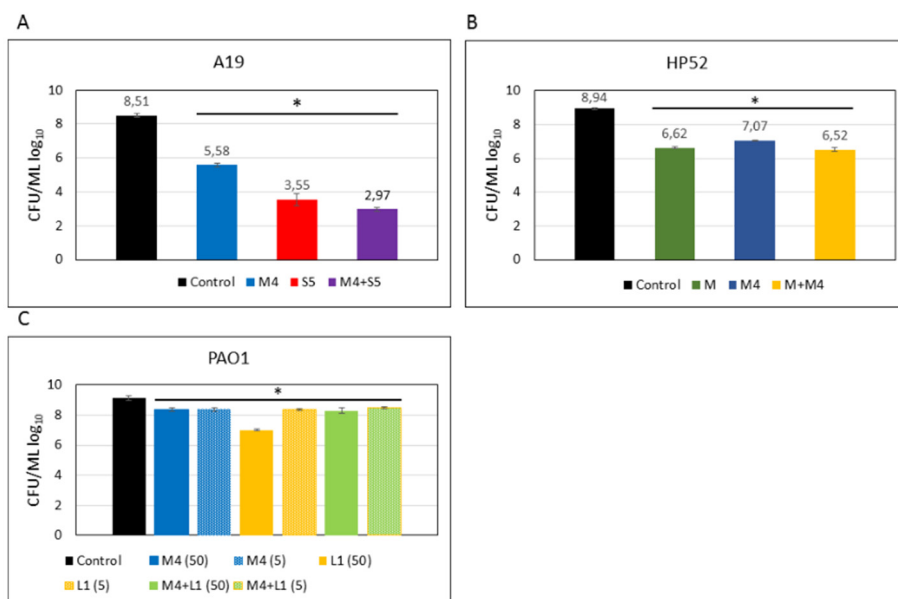 A
A19
10
8
6
4
2
0
CFU/ML log10
8,51
5,58
3,55
2,97
*
Control M4 S5 M4+S5
B
HP52
10
8
6
4
2
0
CFU/ML log10
8,94
6,62
7,07
6,52
*
Control M M4 M+M4
C
PAO1
10
8
6
4
2
0
CFU/ML log10
*
Control M4 (50) M4 (5) L1 (50)
L1 (5) M4+L1 (50) M4+L1 (5)